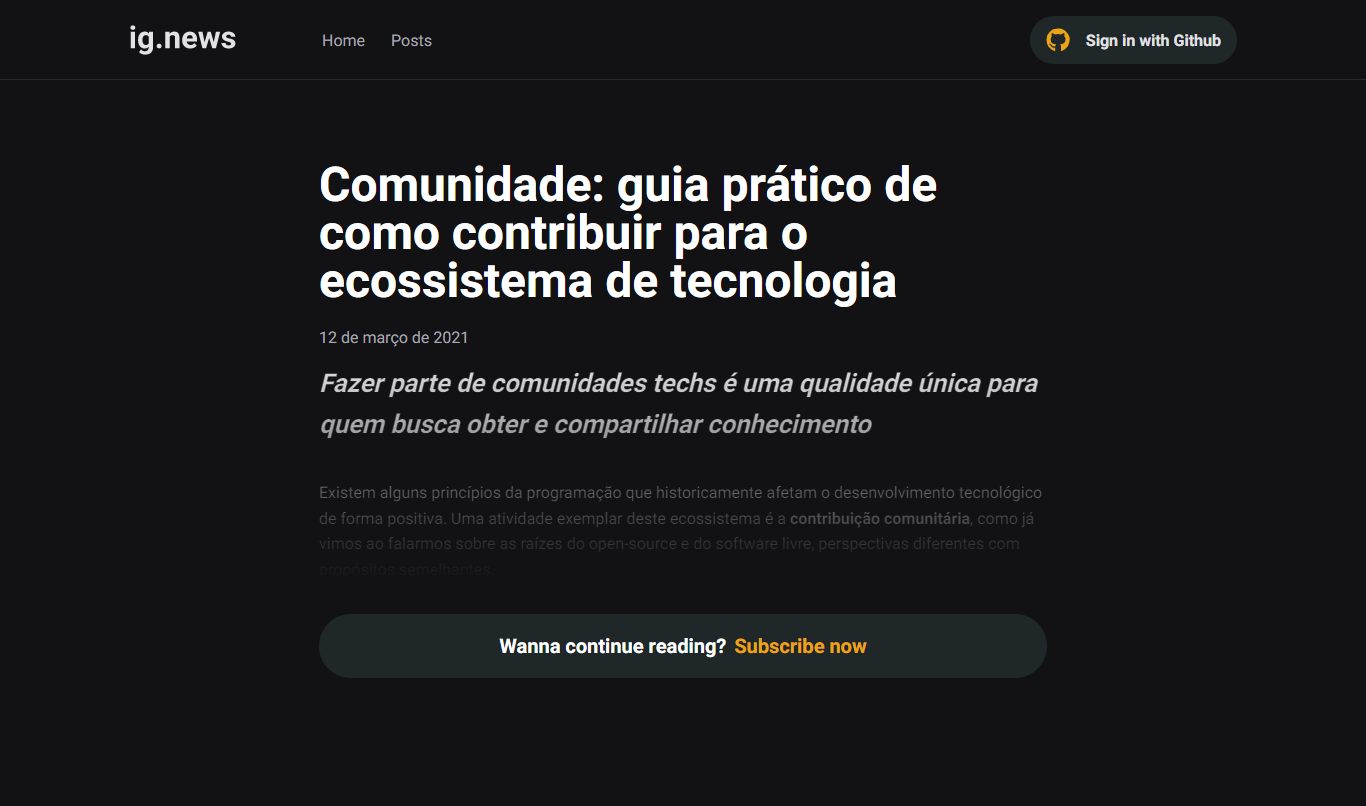 ig.news
Home
Posts
Sign in with Github
Comunidade: guia prático de
como contribuir para o
ecossistema de tecnologia
12 de março de 2021
Fazer parte de comunidades techs é uma qualidade única para
quem busca obter e compartilhar conhecimento
Existem alguns princípios da programação que historicamente afetam o desenvolvimento tecnológico
de forma positiva. Uma atividade exemplar deste ecossistema é a contribuição comunitária, como já
vimos ao falarmos sobre as raízes do open-source e do software livre, perspectivas diferentes com
propósitos semelhantes.
Wanna continue reading? Subscribe now